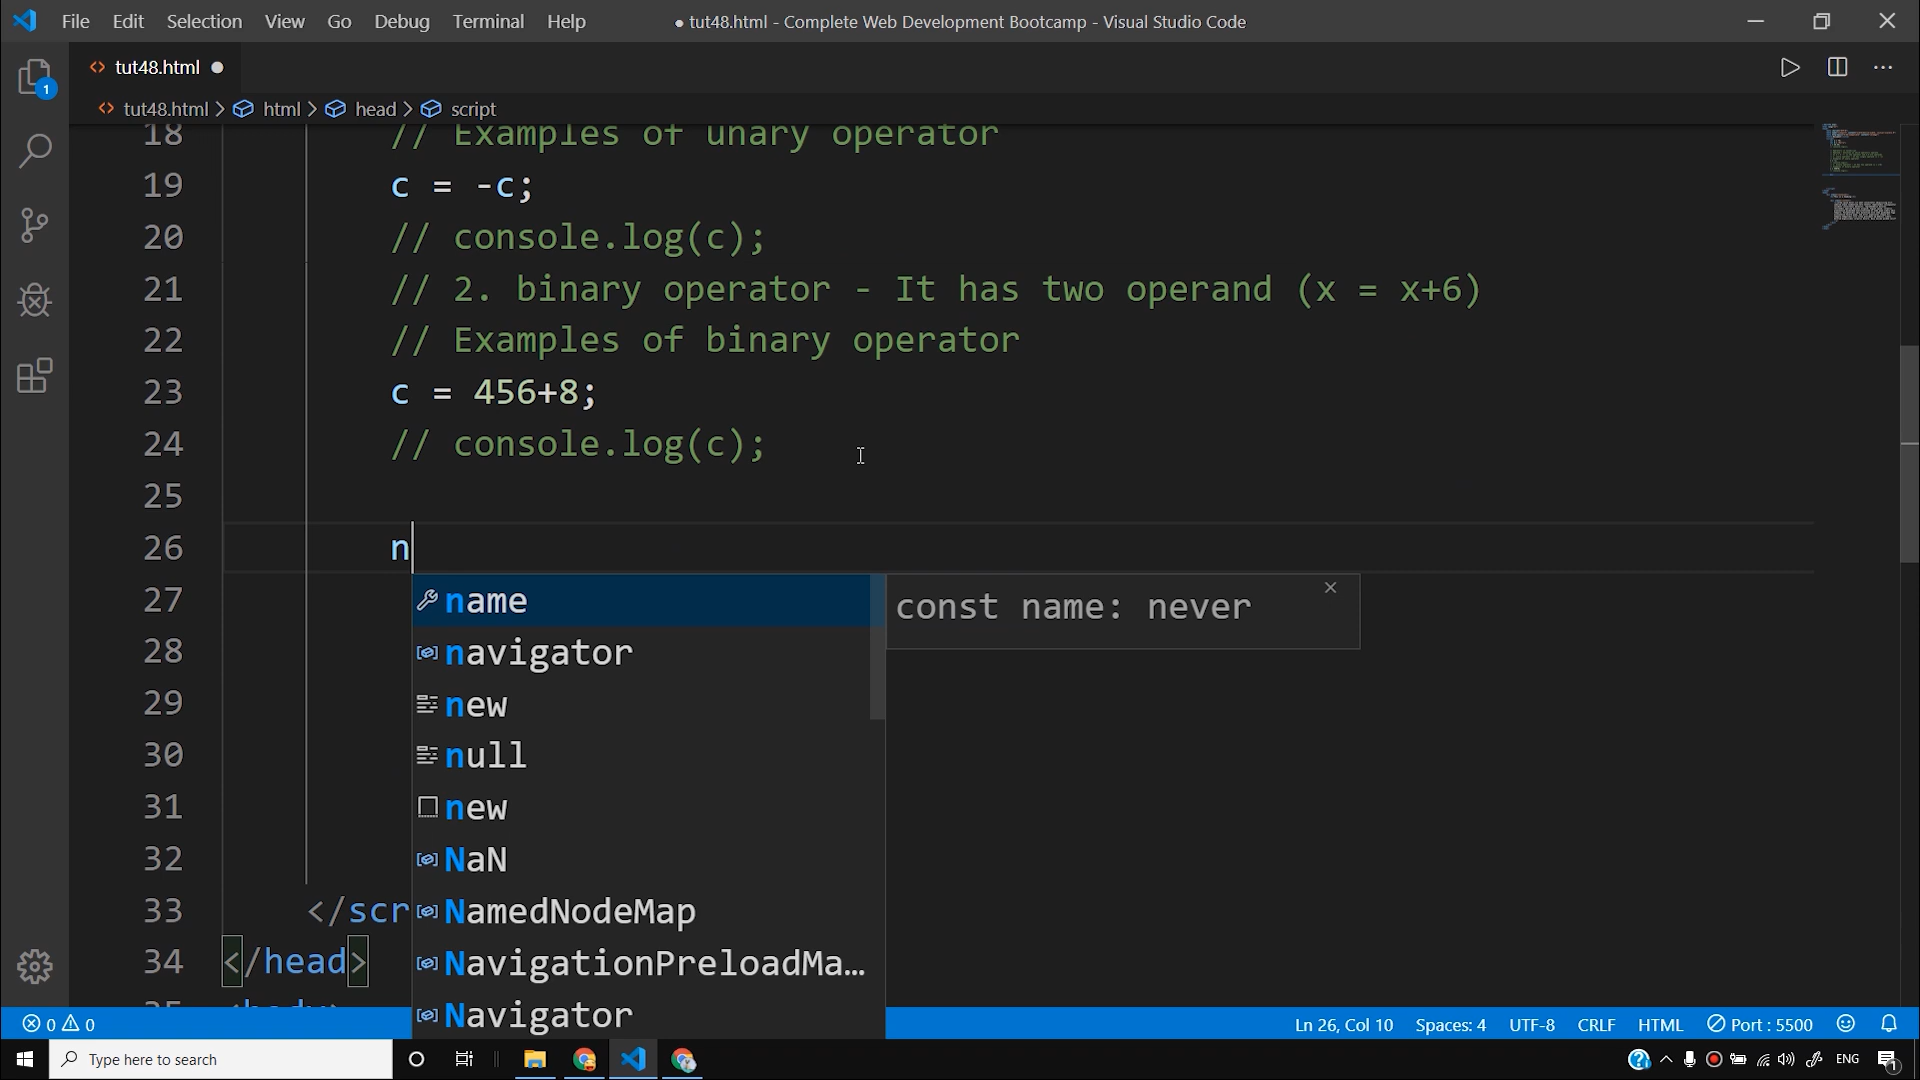 File Edit Selection View Go Debug Terminal Help ● tut48.html - Complete Web Development Bootcamp - Visual Studio Code
<> tut48.html ●
<> tut48.html > html > head > script
18 // Examples of unary operator
19 c = -c;
20 // console.log(c);
21 // 2. binary operator - It has two operand (x = x+6)
22 // Examples of binary operator
23 c = 456+8;
24 // console.log(c);
25
26 n
27 name const name: never
28 navigator
29 new
30 null
31 new
32 NaN
33 </scr NamedNodeMap
34 </head> NavigationPreloadMa...
35 <body>
Navigator
0 0 Ln 26, Col 10 Spaces: 4 UTF-8 CRLF HTML Port : 5500
Type here to search ENG 1
1